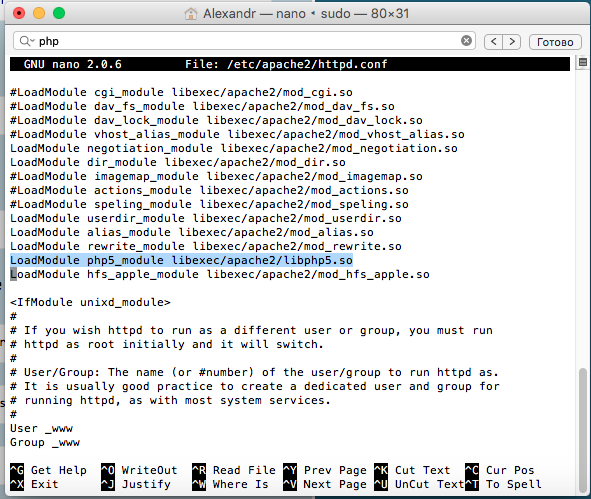 Alexandr — nano ◂ sudo — 80×31
php
Готово
GNU nano 2.0.6 File: /etc/apache2/httpd.conf
#LoadModule cgi_module libexec/apache2/mod_cgi.so
#LoadModule dav_fs_module libexec/apache2/mod_dav_fs.so
#LoadModule dav_lock_module libexec/apache2/mod_dav_lock.so
#LoadModule vhost_alias_module libexec/apache2/mod_vhost_alias.so
LoadModule negotiation_module libexec/apache2/mod_negotiation.so
LoadModule dir_module libexec/apache2/mod_dir.so
#LoadModule imagemap_module libexec/apache2/mod_imagemap.so
#LoadModule actions_module libexec/apache2/mod_actions.so
#LoadModule speling_module libexec/apache2/mod_speling.so
LoadModule userdir_module libexec/apache2/mod_userdir.so
LoadModule alias_module libexec/apache2/mod_alias.so
LoadModule rewrite_module libexec/apache2/mod_rewrite.so
LoadModule php5_module libexec/apache2/libphp5.so
LoadModule hfs_apple_module libexec/apache2/mod_hfs_apple.so
<IfModule unixd_module>
#
# If you wish httpd to run as a different user or group, you must run
# httpd as root initially and it will switch.
#
# User/Group: The name (or #number) of the user/group to run httpd as.
# It is usually good practice to create a dedicated user and group for
# running httpd, as with most system services.
#
User _www
Group _www
^G Get Help ^O WriteOut ^R Read File ^Y Prev Page ^K Cut Text ^C Cur Pos
^X Exit ^J Justify ^W Where Is ^V Next Page ^U UnCut Text ^T To Spell